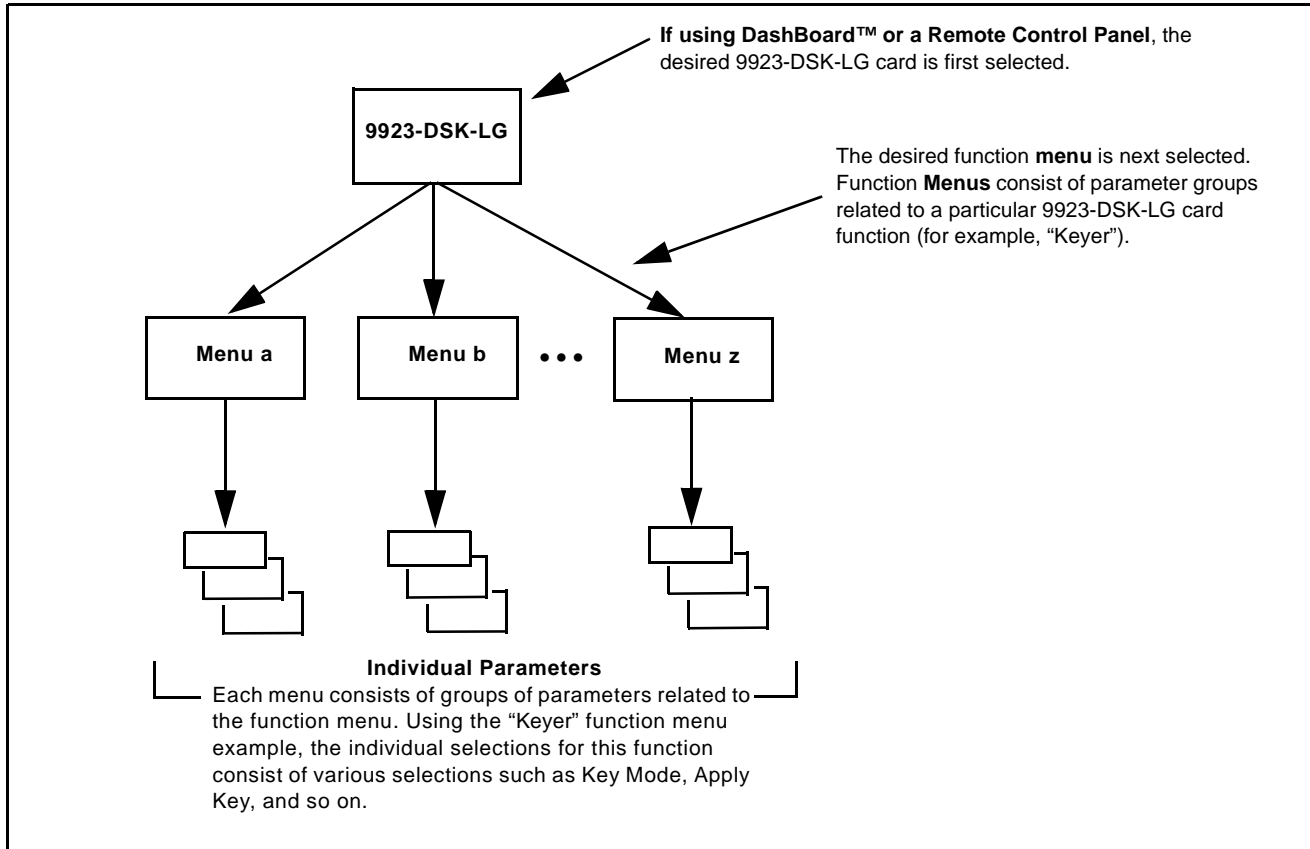 If using DashBoard™ or a Remote Control Panel, the
desired 9923-DSK-LG card is first selected.
9923-DSK-LG
The desired function menu is next selected.
Function Menus consist of parameter groups
related to a particular 9923-DSK-LG card
function (for example, “Keyer”).
Menu a
Menu b
• • •
Menu z
Individual Parameters
Each menu consists of groups of parameters related to
the function menu. Using the “Keyer” function menu
example, the individual selections for this function
consist of various selections such as Key Mode, Apply
Key, and so on.